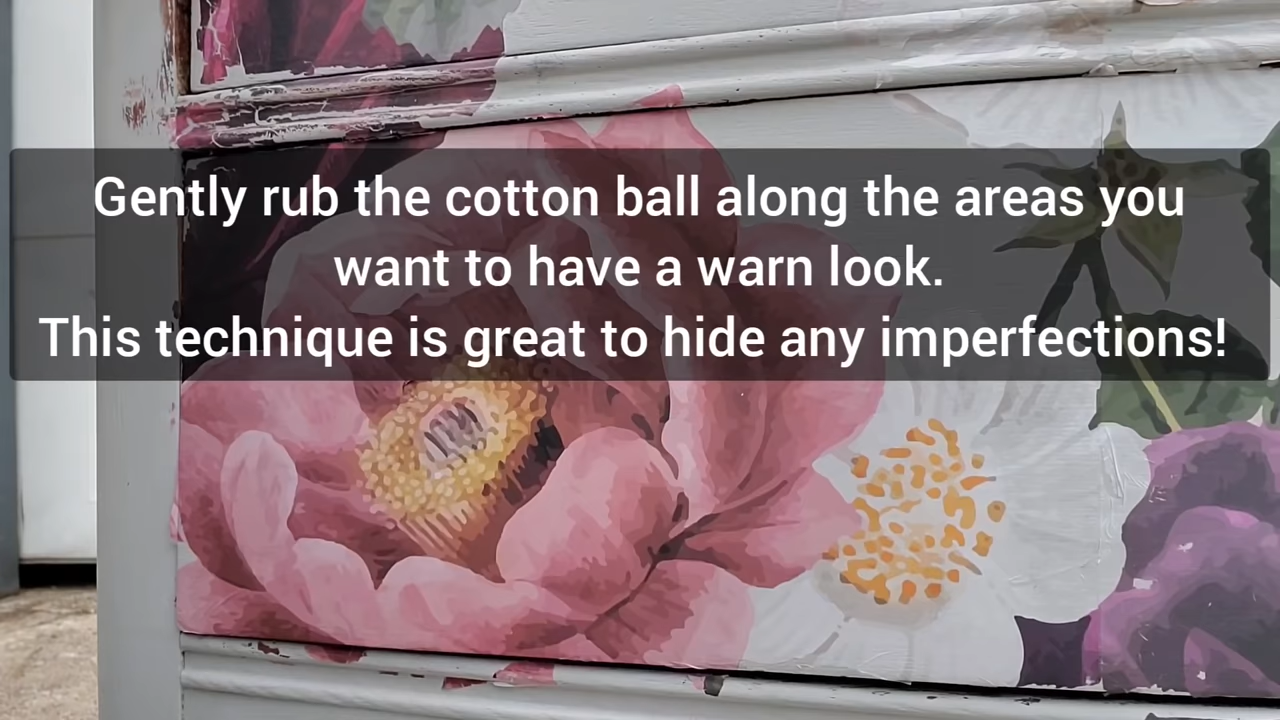 Gently rub the cotton ball along the areas you
want to have a warn look.
This technique is great to hide any imperfections!